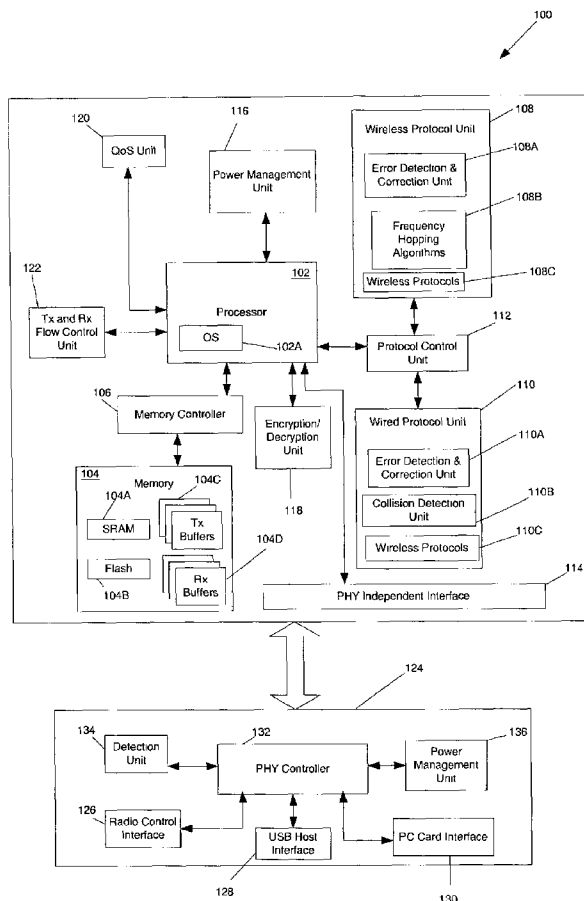 100
108
Wireless Protocol Unit
108A
Error Detection &
Correction Unit
108B
Frequency
Hopping
Algorithms
Wireless Protocols
108C
120
QoS Unit
116
Power Management
Unit
122
Tx and Rx
Flow Control
Unit
102
Processor
OS
102A
112
Protocol Control
Unit
106
Memory Controller
Encryption/
Decryption
Unit
118
110
Wired Protocol Unit
110A
Error Detection &
Correction Unit
110B
Collision Detection
Unit
110C
Wireless Protocols
104
Memory
104A
SRAM
104C
Tx
Buffers
104D
Flash
104B
Rx
Buffers
114
PHY Independent Interface
124
134
Detection
Unit
132
PHY Controller
136
Power
Management
Unit
126
Radio Control
Interface
USB Host
Interface
128
PC Card Interface
130